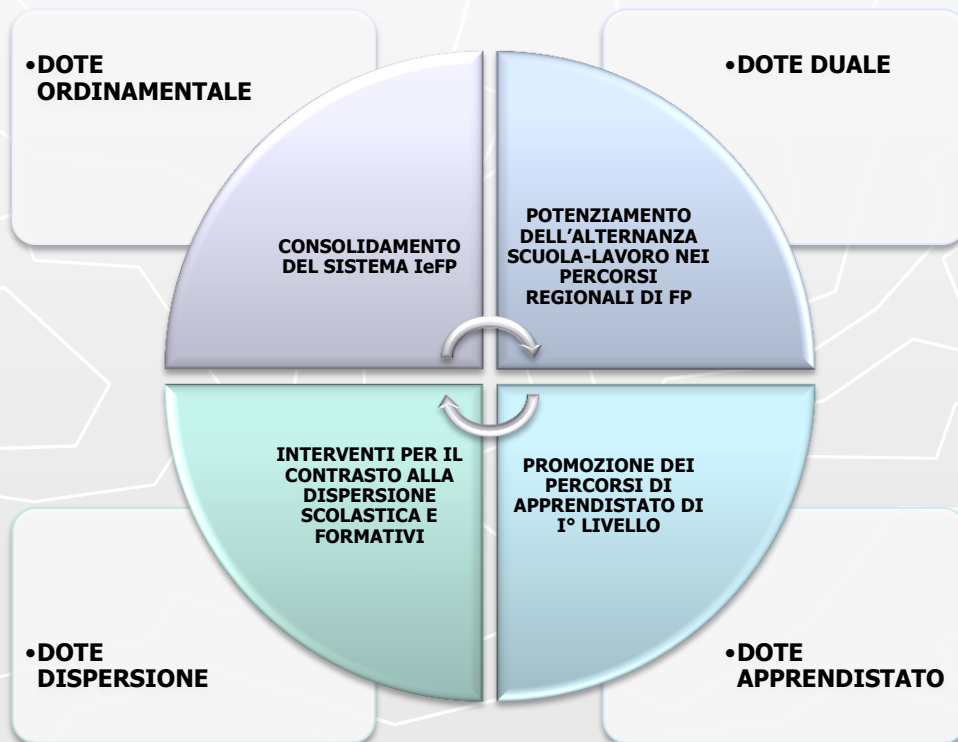 •DOTE
ORDINAMENTALE
•DOTE DUALE
CONSOLIDAMENTO
DEL SISTEMA IeFP
POTENZIAMENTO
DELL'ALTERNANZA
SCUOLA-LAVORO NEI
PERCORSI
REGIONALI DI FP
INTERVENTI PER IL
CONTRASTO ALLA
DISPERSIONE
SCOLASTICA E
FORMATIVI
PROMOZIONE DEI
PERCORSI DI
APPRENDISTATO DI
I° LIVELLO
•DOTE
DISPERSIONE
•DOTE
APPRENDISTATO